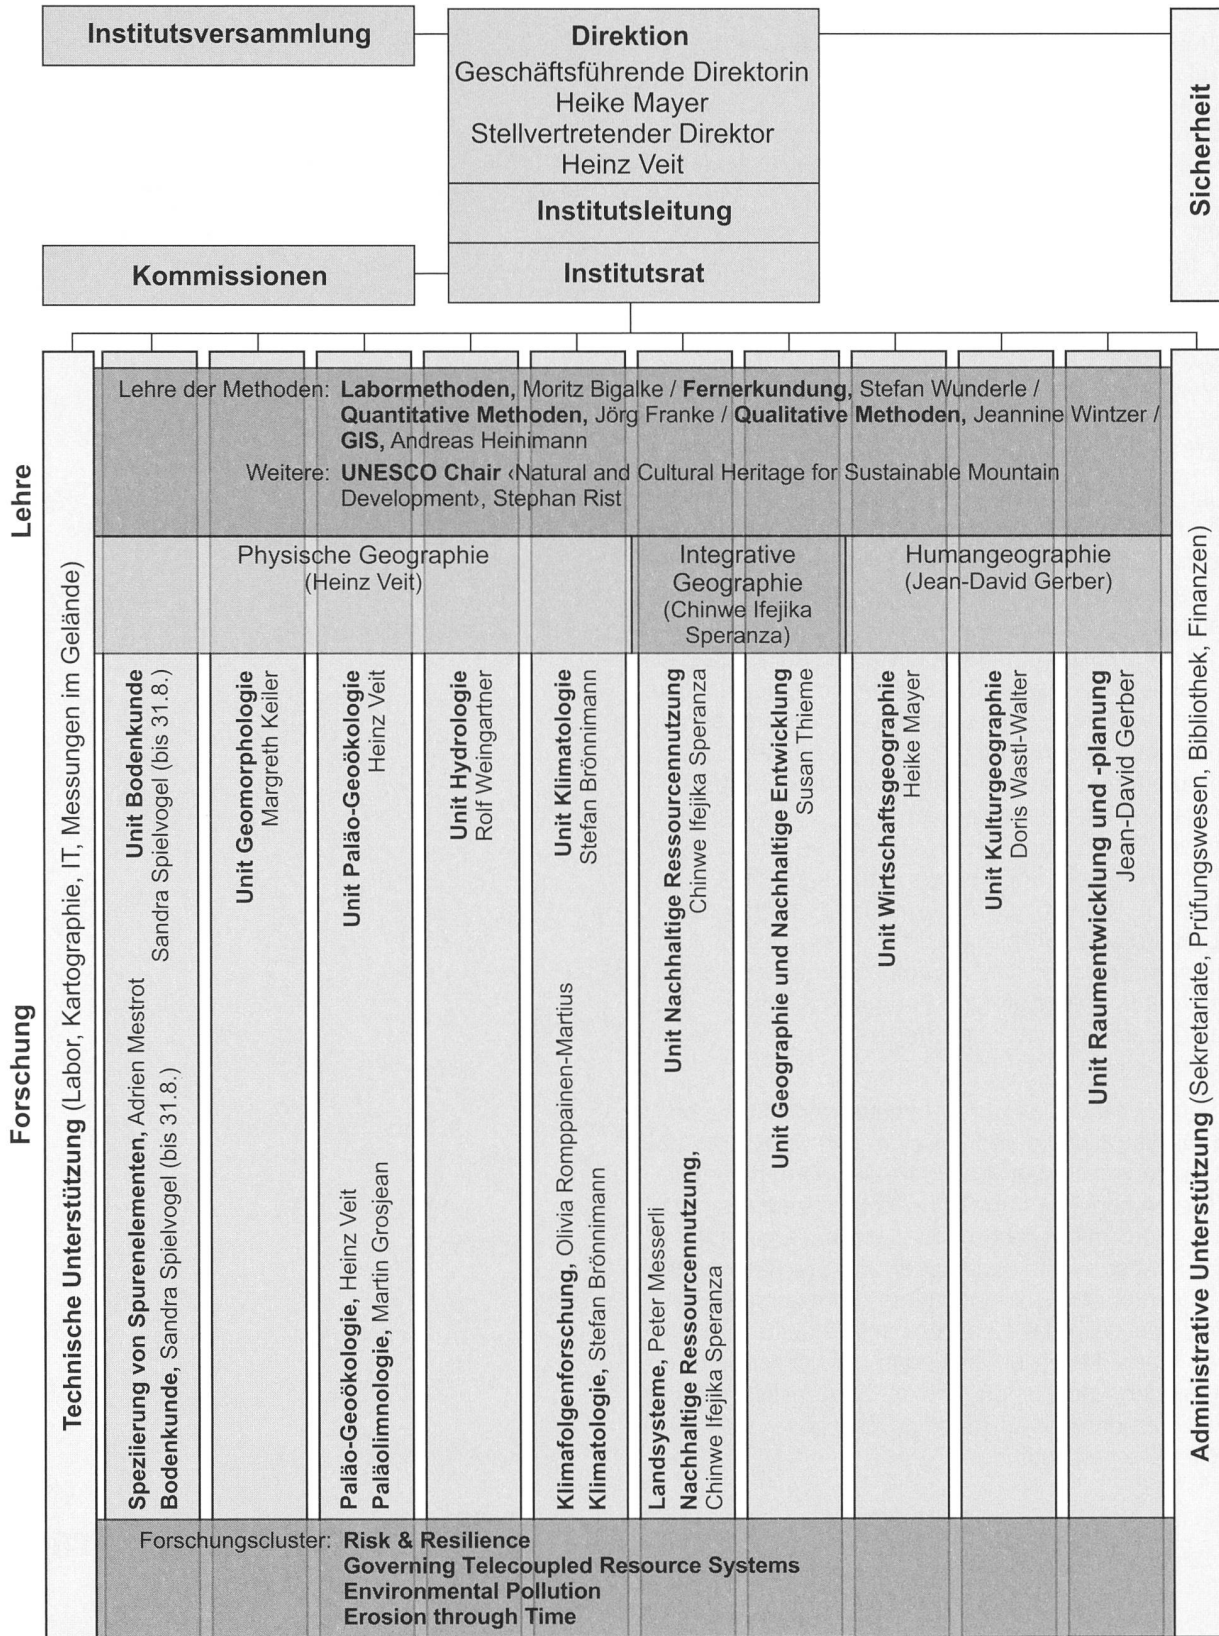 Institutsversammlung
Direktion
Geschäftsführende Direktorin
Heike Mayer
Stellvertretender Direktor
Heinz Veit
Institutsleitung
Kommissionen
Institutsrat
Sicherheit
Lehre
Forschung
Technische Unterstützung (Labor, Kartographie, IT, Messungen im Gelände)
Lehre der Methoden: Labormethoden, Moritz Bigalke / Fernerkundung, Stefan Wunderle /
Quantitative Methoden, Jörg Franke / Qualitative Methoden, Jeannine Wintzer /
GIS, Andreas Heinimann
Weitere: UNESCO Chair ‹Natural and Cultural Heritage for Sustainable Mountain
Development›, Stephan Rist
Physische Geographie
(Heinz Veit)
Integrative
Geographie
(Chinwe Ifejika
Speranza)
Humangeographie
(Jean-David Gerber)
Unit Bodenkunde
Sandra Spielvogel (bis 31.8.)
Unit Geomorphologie
Margreth Keiler
Unit Paläo-Geoökologie
Heinz Veit
Unit Hydrologie
Rolf Weingartner
Unit Klimatologie
Stefan Brönnimann
Unit Nachhaltige Ressourcennutzung
Chinwe Ifejika Speranza
Unit Geographie und Nachhaltige Entwicklung
Susan Thieme
Unit Wirtschaftsgeographie
Heike Mayer
Unit Kulturgeographie
Doris Wastl-Walter
Unit Raumentwicklung und -planung
Jean-David Gerber
Speziierung von Spurenelementen, Adrien Mestrot
Bodenkunde, Sandra Spielvogel (bis 31.8.)
Paläo-Geoökologie, Heinz Veit
Paläolimnologie, Martin Grosjean
Klimafolgenforschung, Olivia Romppainen-Martius
Klimatologie, Stefan Brönnimann
Landsysteme, Peter Messerli
Nachhaltige Ressourcennutzung,
Chinwe Ifejika Speranza
Administrative Unterstützung (Sekretariate, Prüfungswesen, Bibliothek, Finanzen)
Forschungscluster: Risk & Resilience
Governing Telecoupled Resource Systems
Environmental Pollution
Erosion through Time